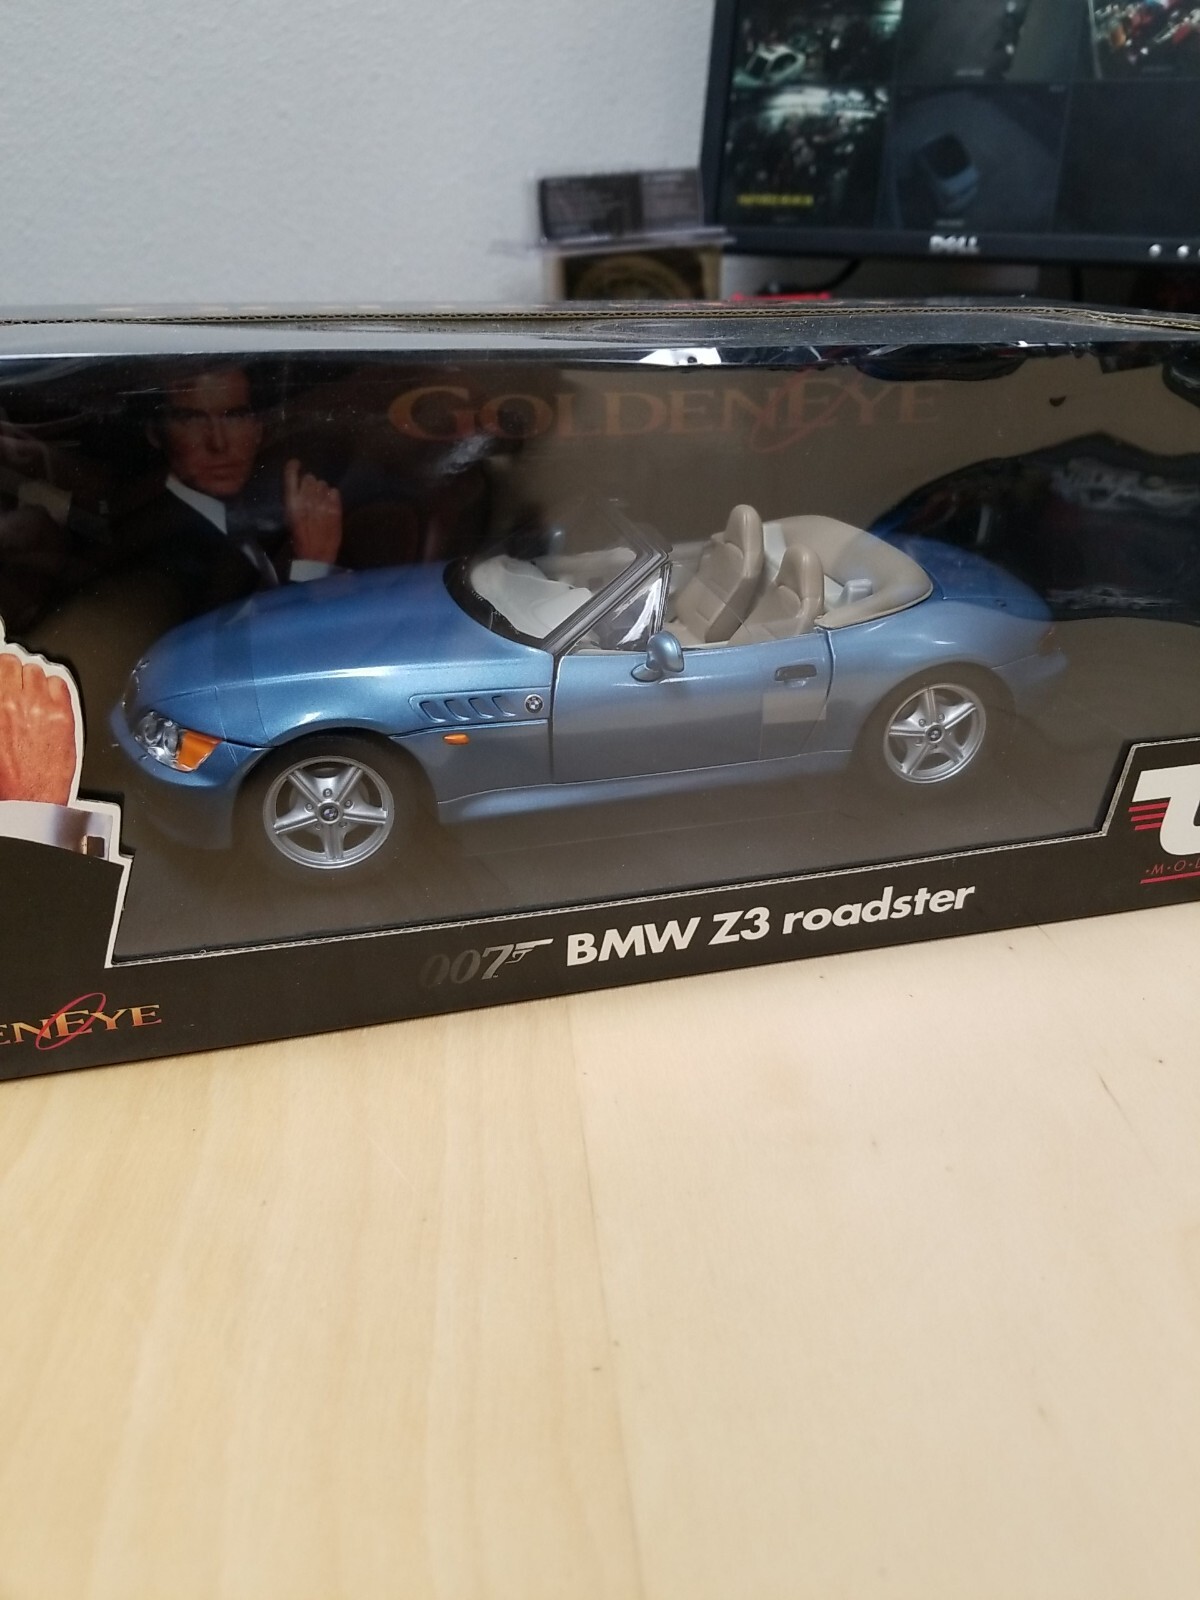 DELL
GOLDENEYE
007 BMW Z3 roadster
ENEYE